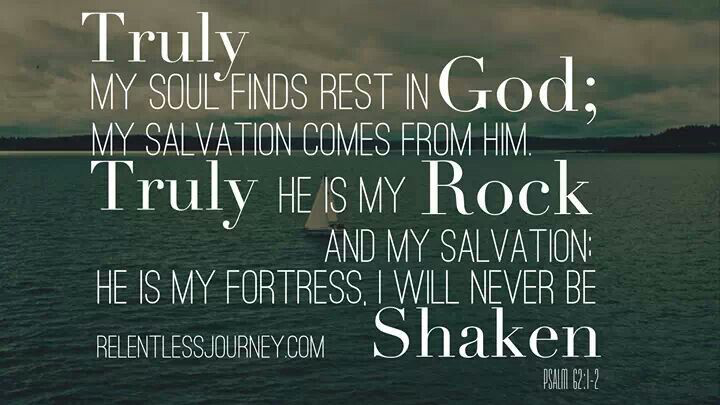 Truly
MY SOUL FINDS REST IN God;
MY SALVATION COMES FROM HIM.
Truly HE IS MY Rock
AND MY SALVATION;
HE IS MY FORTRESS, I WILL NEVER BE
RELENTLESSJOURNEY.COM Shaken
PSALM 62:1-2